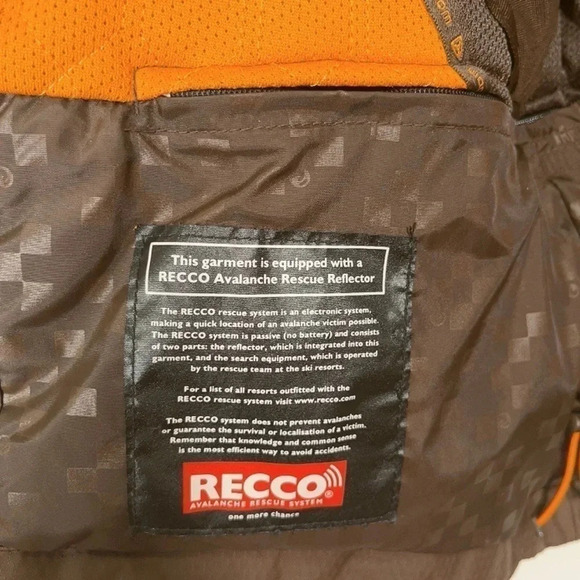 This garment is equipped with a
RECCO Avalanche Rescue Reflector
The RECCO rescue system is an electronic system,
making a quick location of an avalanche victim possible.
The RECCO system is passive (no battery) and consists
of two parts: the reflector, which is integrated into this
garment, and the search equipment, which is operated
by the rescue team at the ski resorts.
For a list of all resorts outfitted with the
RECCO rescue system visit www.recco.com.
The RECCO system does not prevent avalanches
or guarantee the survival or localisation of a victim.
Remember that knowledge and common sense
is the most efficient way to avoid accidents.
RECCO®
AVALANCHE RESCUE SYSTEM
one more chance